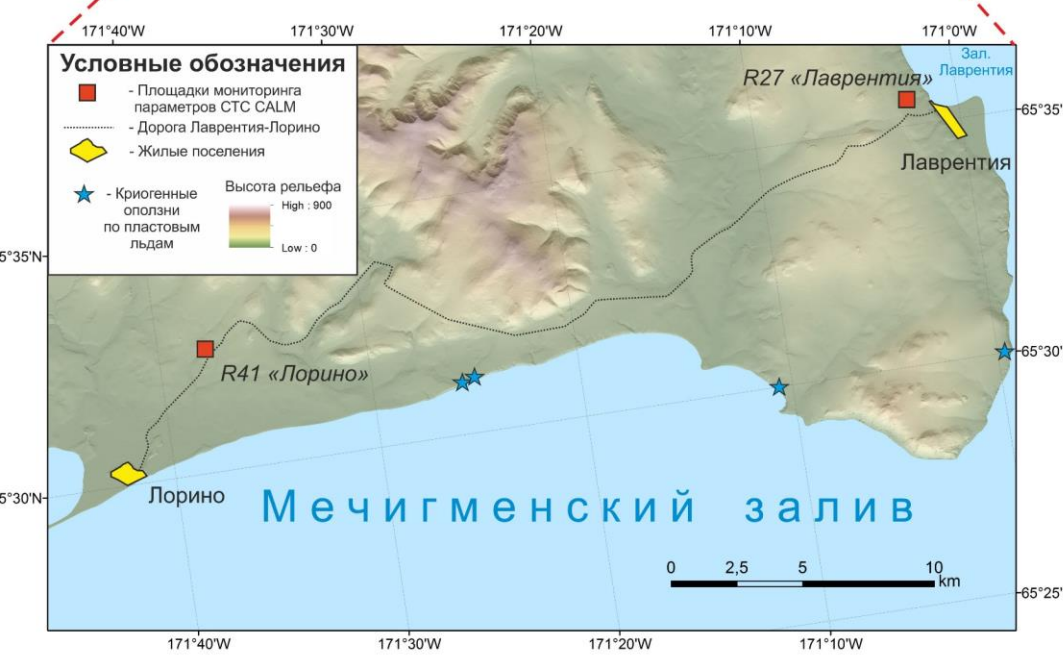 171°40'W 171°30'W 171°20'W 171°10'W 171°0'W
Условные обозначения
- Площадки мониторинга
параметров СТС CALM
- Дорога Лаврентия-Лорино
- Жилые поселения
- Криогенные
оползни
по пластовым
льдам
Высота рельефа
High : 900
Low : 0
Зал.
Лаврентия
R27 «Лаврентия»
65°35'
Лаврентия
5°35'N
65°30'
R41 «Лорино»
5°30'N
Лорино
Мечигменский залив
0 2,5 5 10
km
65°25'
171°40'W 171°30'W 171°20'W 171°10'W